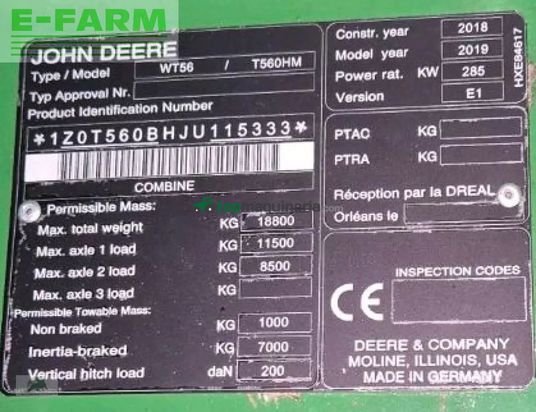 E-FARM
JOHN DEERE
Type / Model WT56 / T560HM
Typ Approval Nr.
Product Identification Number
*1Z0T560BHJU115333*
COMBINE
Permissible Mass:
Max. total weight KG 18800
Max. axle 1 load KG 11500
Max. axle 2 load KG 8500
Max. axle 3 load KG
Permissible Towable Mass:
Non braked KG 1000
Inertia-braked KG 7000
Vertical hitch load daN 200
Constr. year 2018
Model year 2019
Power rat. KW 285
Version E1
HXE84617
PTAC KG
PTRA KG
Réception par la DREAL
Orléans le
CE
INSPECTION CODES
DEERE & COMPANY
MOLINE, ILLINOIS, USA
MADE IN GERMANY